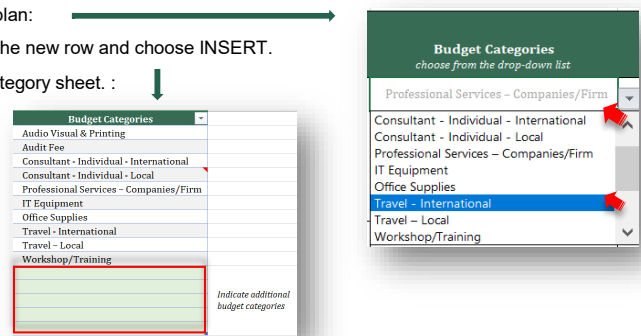 plan:
he new row and choose INSERT.
ategory sheet. :
Budget Categories
Audio Visual & Printing
Audit Fee
Consultant - Individual - International
Consultant - Individual - Local
Professional Services – Companies/Firm
IT Equipment
Office Supplies
Travel - International
Travel – Local
Workshop/Training
Indicate additional
budget categories
Budget Categories
choose from the drop-down list
Professional Services – Companies/Firm
Consultant - Individual - International
Consultant - Individual - Local
Professional Services – Companies/Firm
IT Equipment
Office Supplies
Travel - International
Travel – Local
Workshop/Training